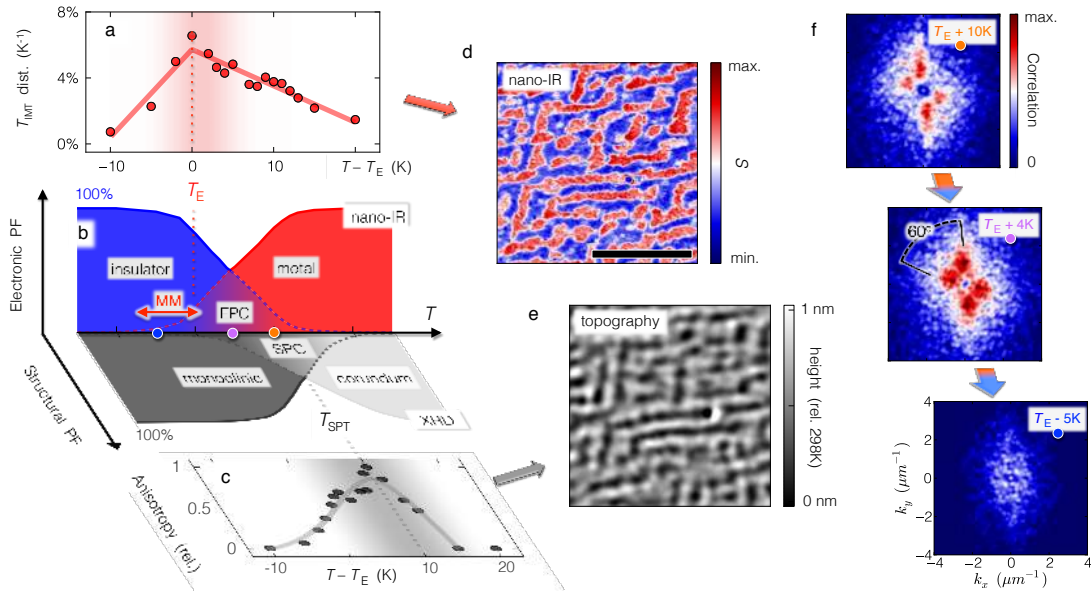 a
8%
4%
0%
T_IMT dist. (K⁻¹)
−10
0
10
20
T − T_E (K)
T_E
100%
b
nano-IR
insulator
metal
MM
EPC
T
Electronic PF
SPC
monoclinic
corundum
XRD
Structural PF
100%
T_SPT
c
1
0.5
0
Anisotropy (rel.)
-10
0
10
20
T − T_E (K)
d
nano-IR
max.
S
min.
e
topography
1 nm
height (rel. 298K)
0 nm
f
T_E + 10K
max.
Correlation
0
T_E + 4K
60°
T_E - 5K
4
2
0
−2
−4
k_y (μm⁻¹)
−4
−2
0
2
4
k_x (μm⁻¹)